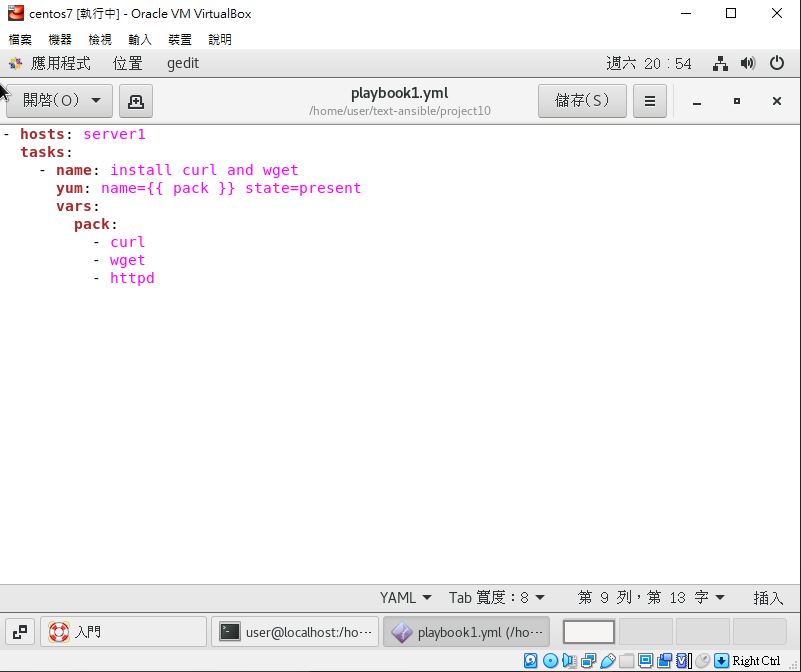 centos7 [執行中] - Oracle VM VirtualBox
檔案 機器 檢視 輸入 裝置 說明
應用程式 位置 gedit 週六 20：54
開啓(O) playbook1.yml 儲存(S)
/home/user/text-ansible/project10
- hosts: server1
  tasks:
    - name: install curl and wget
      yum: name={{ pack }} state=present
      vars:
        pack:
          - curl
          - wget
          - httpd
YAML Tab 寬度：8 第 9 列，第 13 字 插入
入門 user@localhost:/ho··· playbook1.yml (/ho···
Right Ctrl